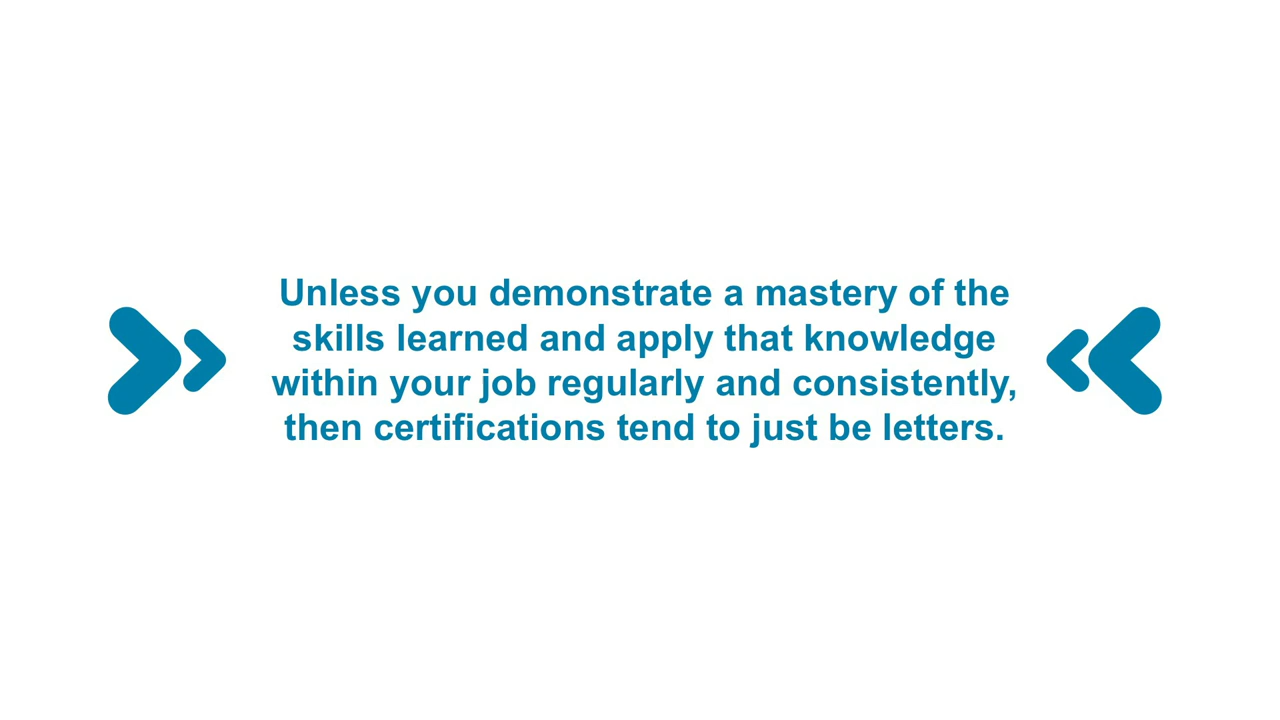 Unless you demonstrate a mastery of the
skills learned and apply that knowledge
within your job regularly and consistently,
then certifications tend to just be letters.